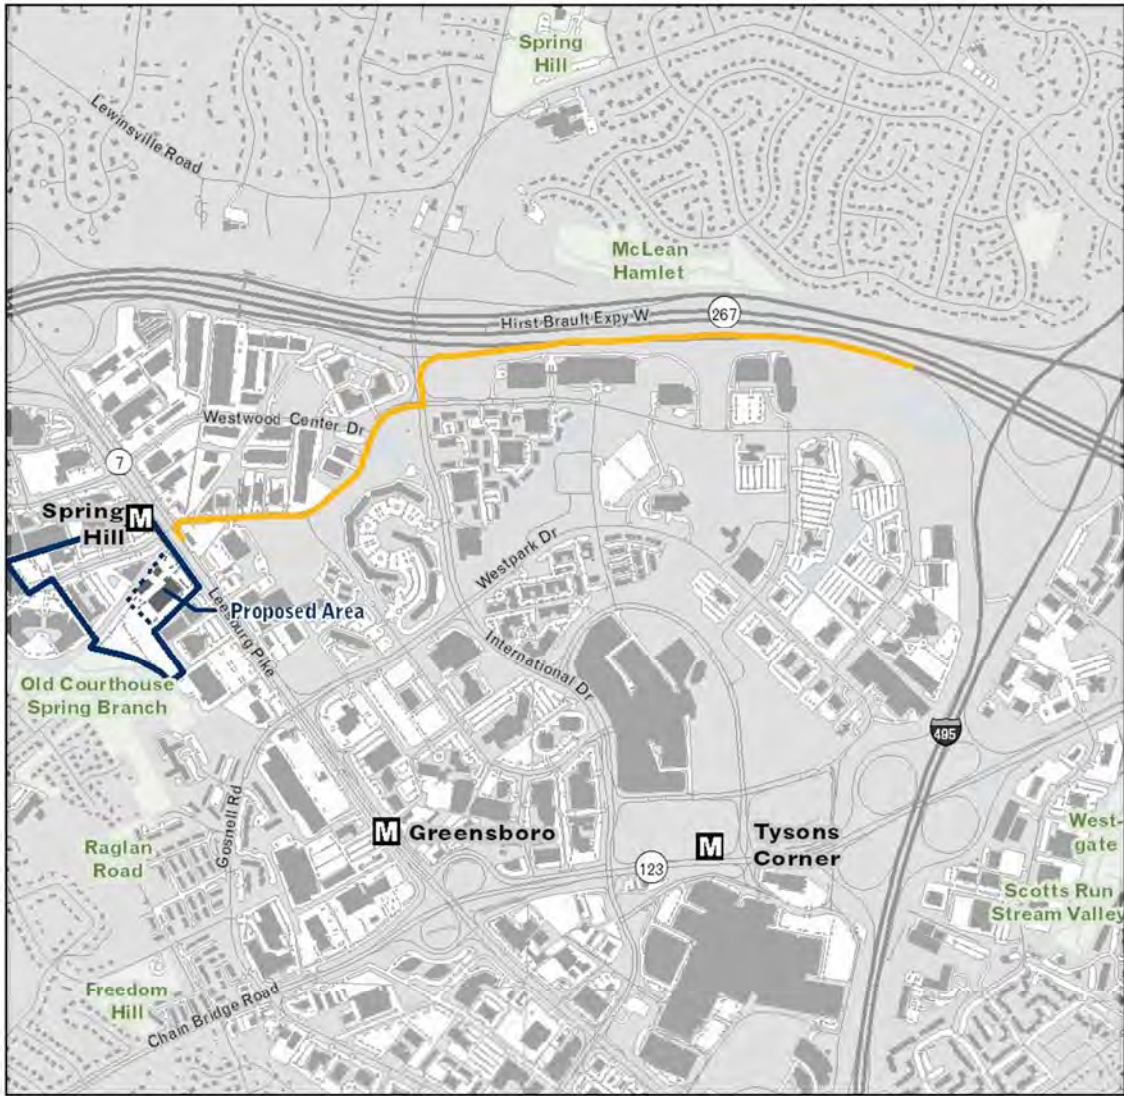 Spring
Hill
Lewinsville Road
McLean
Hamlet
267
Hirst Brault Expy W
Westwood Center Dr
7
Spring
Hill
M
Westpark Dr
Proposed Area
Leesburg Pike
International Dr
Old Courthouse
Spring Branch
495
Gosnell Rd
M Greensboro
M
Tysons
Corner
West-
gate
Raglan
Road
123
Scotts Run
Stream Valley
Freedom
Hill
Chain Bridge Road